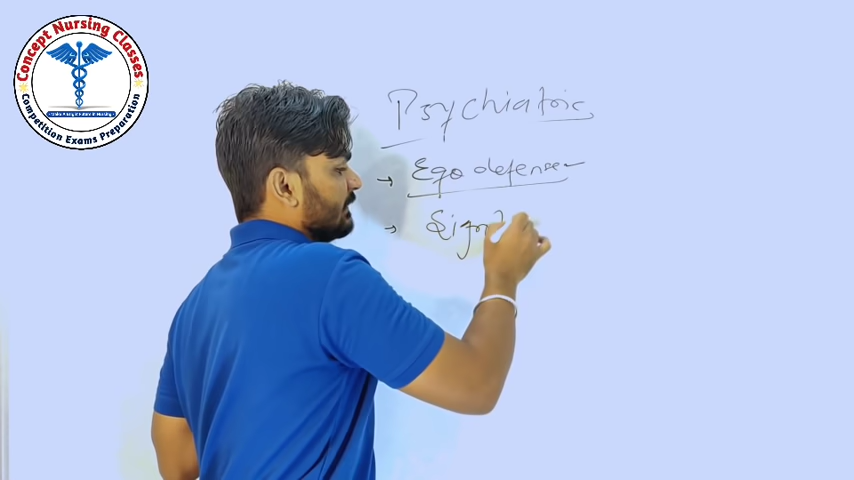 Concept Nursing Classes
Competition Exams Preparation
Psychiatric
→ Ego defense
→ Sign